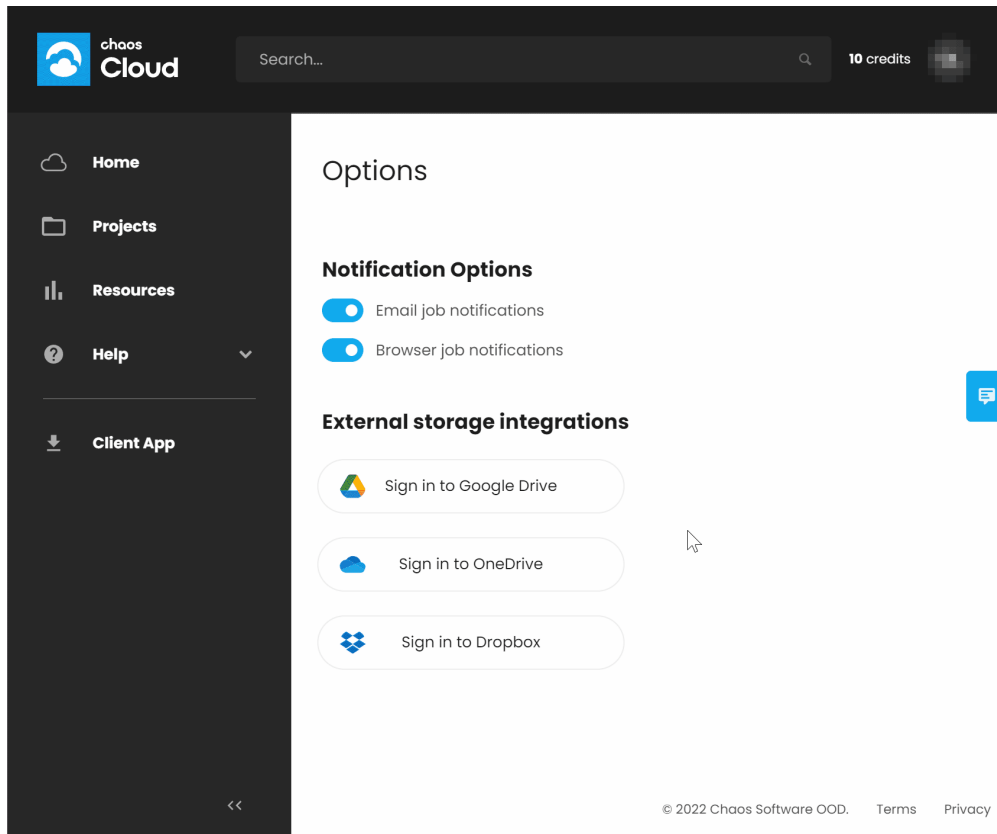 chaos
Cloud
Search...
10 credits
Home
Projects
Resources
Help
Client App
Options
Notification Options
Email job notifications
Browser job notifications
External storage integrations
Sign in to Google Drive
Sign in to OneDrive
Sign in to Dropbox
<<
© 2022 Chaos Software OOD. Terms Privacy